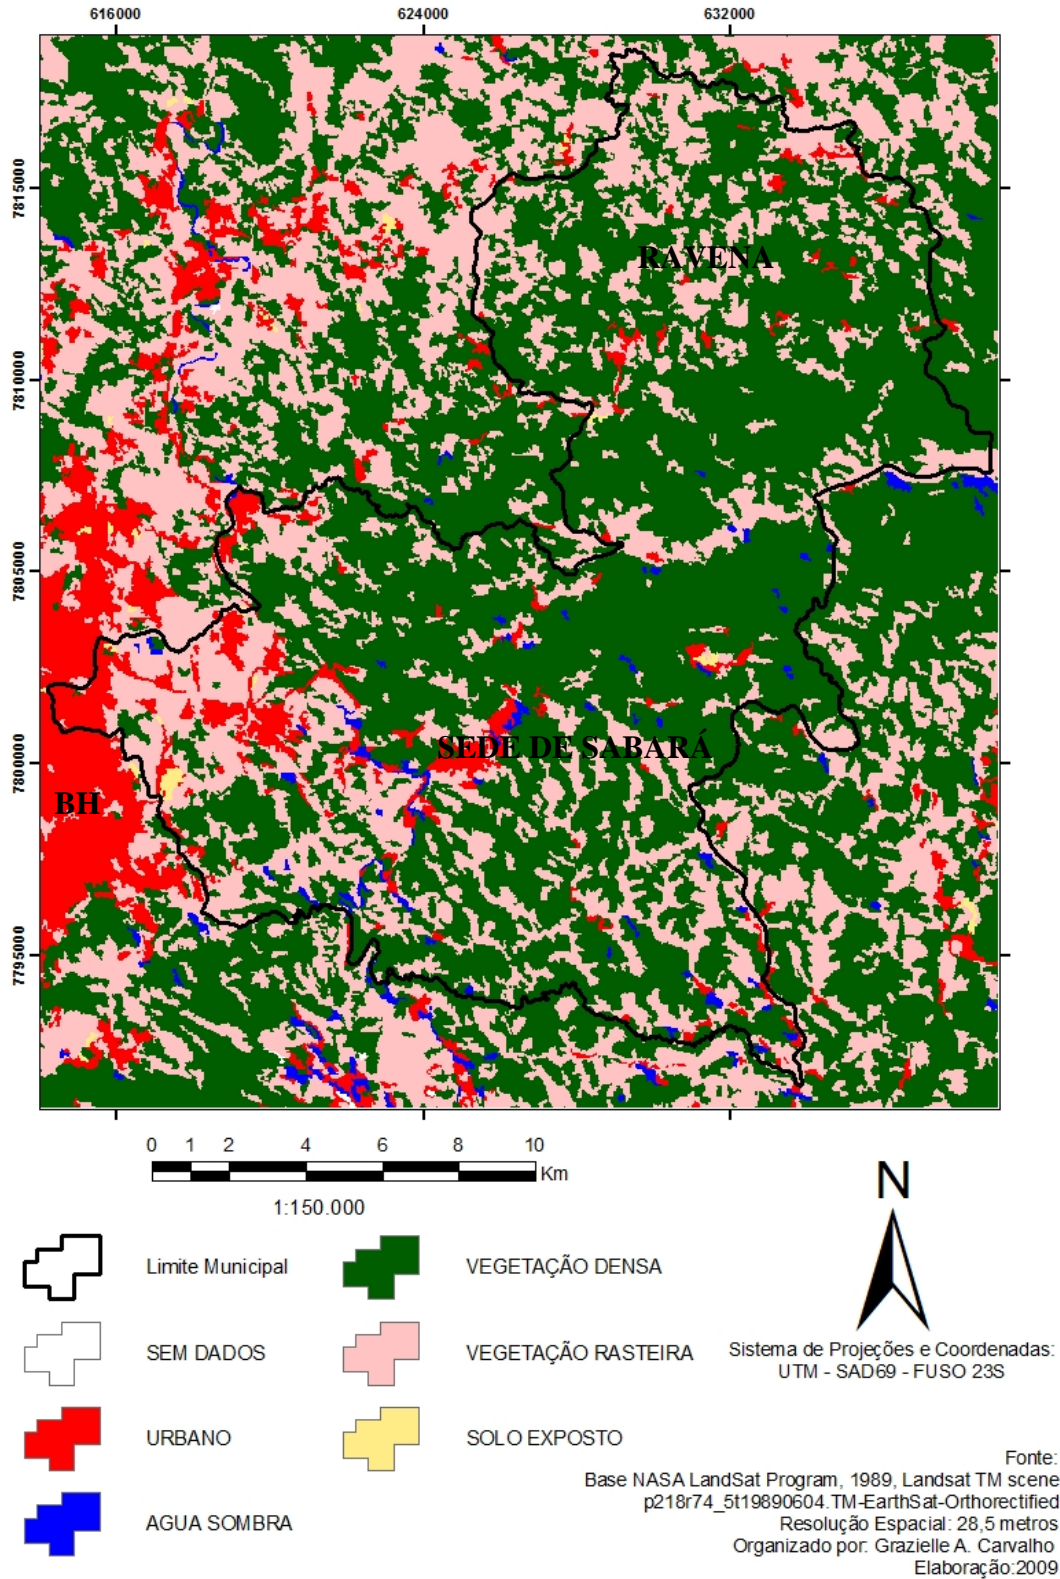 616000 624000 632000
7815000
7810000
7805000
7800000
7795000
RAVENA
SEDE DE SABARÁ
BH
0 1 2 4 6 8 10
Km
1:150.000
N
Limite Municipal
VEGETAÇÃO DENSA
SEM DADOS
VEGETAÇÃO RASTEIRA
URBANO
SOLO EXPOSTO
AGUA SOMBRA
Sistema de Projeções e Coordenadas:
UTM - SAD69 - FUSO 23S
Fonte:
Base NASA LandSat Program, 1989, Landsat TM scene
p218r74_5t19890604.TM-EarthSat-Orthorectified
Resolução Espacial: 28,5 metros
Organizado por: Grazielle A. Carvalho
Elaboração:2009